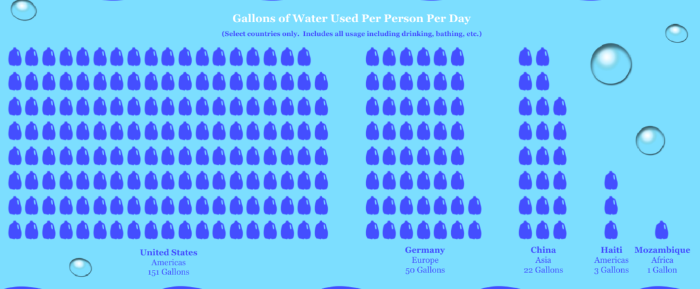 Gallons of Water Used Per Person Per Day
(Select countries only. Includes all usage including drinking, bathing, etc.)
United States
Americas
151 Gallons
Germany
Europe
50 Gallons
China
Asia
22 Gallons
Haiti
Americas
3 Gallons
Mozambique
Africa
1 Gallon